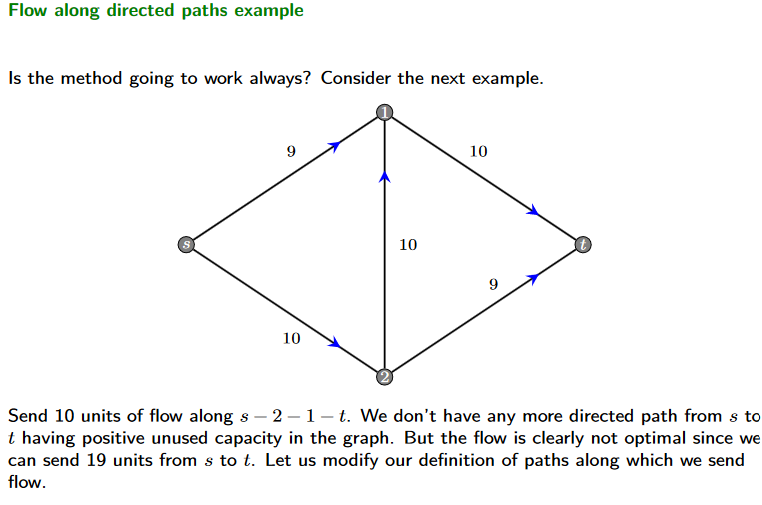 Flow along directed paths example
Is the method going to work always? Consider the next example.
1
9
10
s
10
t
9
10
2
Send 10 units of flow along s − 2 − 1 − t. We don't have any more directed path from s to
t having positive unused capacity in the graph. But the flow is clearly not optimal since we
can send 19 units from s to t. Let us modify our definition of paths along which we send
flow.